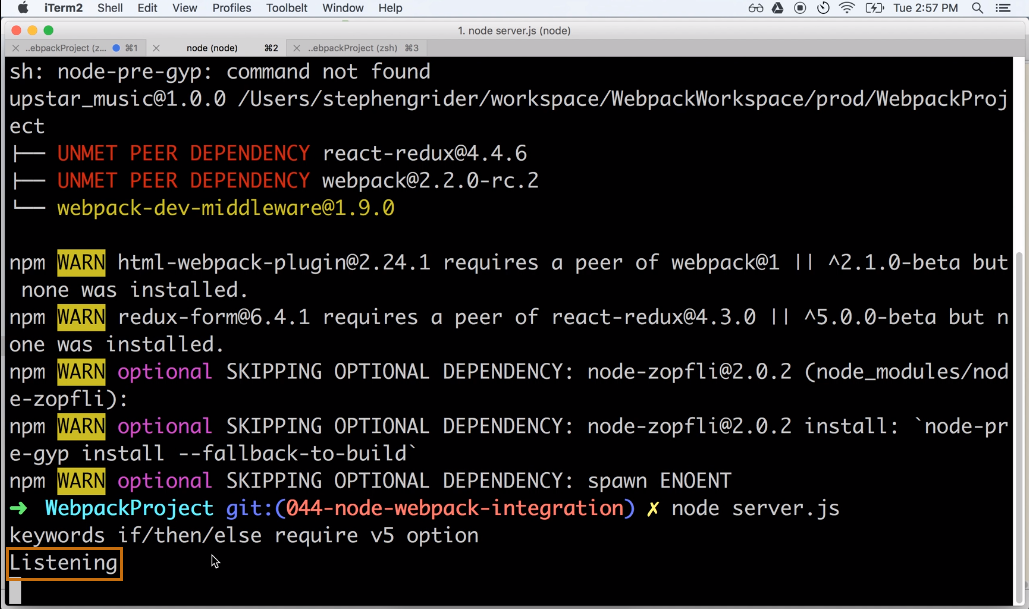 iTerm2 Shell Edit View Profiles Toolbelt Window Help Tue 2:57 PM
1. node server.js (node)
..ebpackProject (z... ⌘1 node (node) ⌘2 ..ebpackProject (zsh) ⌘3
sh: node-pre-gyp: command not found
upstar_music@1.0.0 /Users/stephengrider/workspace/WebpackWorkspace/prod/WebpackProj
ect
├── UNMET PEER DEPENDENCY react-redux@4.4.6
├── UNMET PEER DEPENDENCY webpack@2.2.0-rc.2
└── webpack-dev-middleware@1.9.0
npm WARN html-webpack-plugin@2.24.1 requires a peer of webpack@1 || ^2.1.0-beta but
none was installed.
npm WARN redux-form@6.4.1 requires a peer of react-redux@4.3.0 || ^5.0.0-beta but n
one was installed.
npm WARN optional SKIPPING OPTIONAL DEPENDENCY: node-zopfli@2.0.2 (node_modules/nod
e-zopfli):
npm WARN optional SKIPPING OPTIONAL DEPENDENCY: node-zopfli@2.0.2 install: `node-pr
e-gyp install --fallback-to-build`
npm WARN optional SKIPPING OPTIONAL DEPENDENCY: spawn ENOENT
➜ WebpackProject git:(044-node-webpack-integration) ✗ node server.js
keywords if/then/else require v5 option
Listening